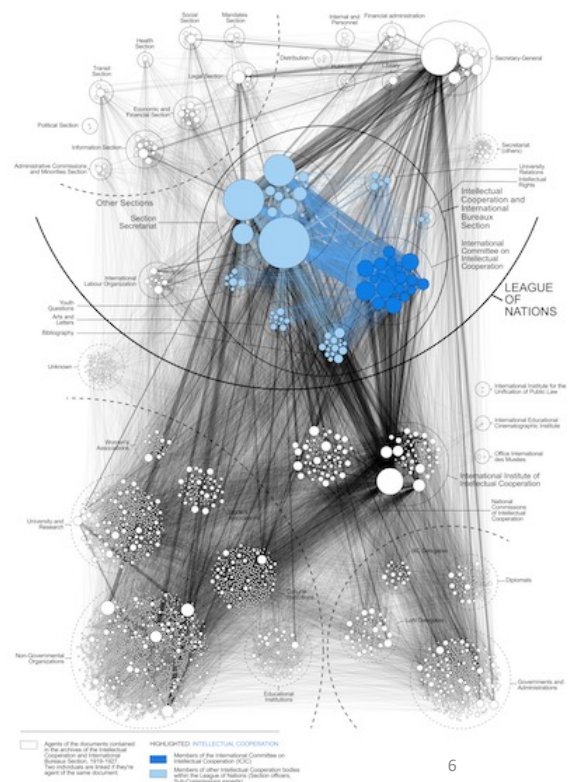 Social
Section
Mandates
Section
Internal and
Personnel
Financial administration
Health
Section
Distribution
Secretary-General
Transit
Section
Legal Section
Economic and
Financial Section
Political Section
Information Section
Secretariat
(others)
Administrative Commissions
and Minorities Section
University
Relations
Intellectual
Rights
Other Sections
Section
Secretariat
Intellectual
Cooperation and
International
Bureaux
Section
International
Committee on
Intellectual
Cooperation
International
Labour Organization
LEAGUE
OF
NATIONS
Youth
Questions
Arts and
Letters
Bibliography
Unknown
International Institute for the
Unification of Public Law
International Educational
Cinematographic Institute
Women's
Associations
Office International
des Musées
International Institute of
Intellectual Cooperation
National
Commissions
of Intellectual
Cooperation
University and
Research
Diplomats
Cultural
Institutions
LoN Delegates
Non-Governmental
Organizations
Educational
Institutions
Governments and
Administrations
Agents of the documents contained
in the archives of the Intellectual
Cooperation and International
Bureaux Section, 1919-1927.
Two individuals are linked if they're
agent of the same document.
HIGHLIGHTED: INTELLECTUAL COOPERATION
Members of the International Committee on
Intellectual Cooperation (ICIC)
Members of other Intellectual Cooperation bodies
within the League of Nations (Section officers,
6